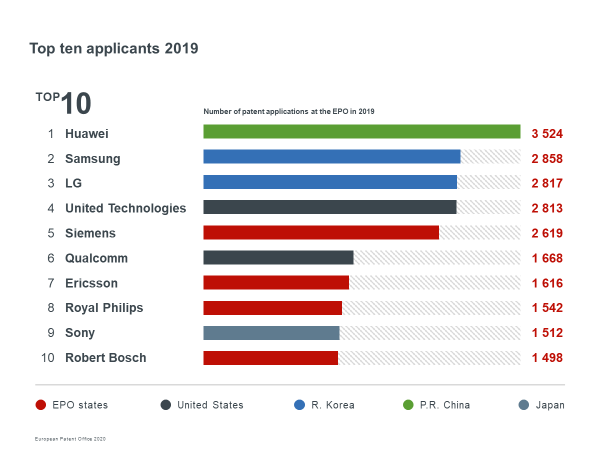 Top ten applicants 2019
TOP10
Number of patent applications at the EPO in 2019
1 Huawei 3 524
2 Samsung 2 858
3 LG 2 817
4 United Technologies 2 813
5 Siemens 2 619
6 Qualcomm 1 668
7 Ericsson 1 616
8 Royal Philips 1 542
9 Sony 1 512
10 Robert Bosch 1 498
EPO states United States R. Korea P.R. China Japan
European Patent Office 2020